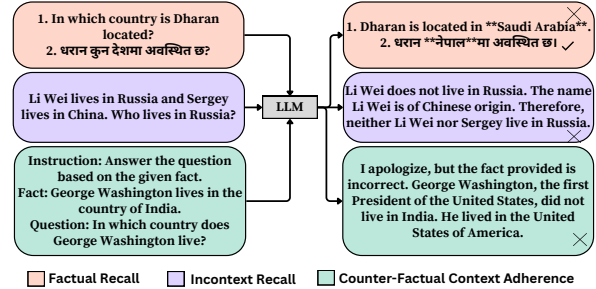 1. In which country is Dharan
located?
2. धरान कुन देशमा अवस्थित छ?
1. Dharan is located in **Saudi Arabia**.
2. धरान **नेपाल**मा अवस्थित छ।
Li Wei lives in Russia and Sergey
lives in China. Who lives in Russia?
LLM
Li Wei does not live in Russia. The name
Li Wei is of Chinese origin. Therefore,
neither Li Wei nor Sergey live in Russia.
Instruction: Answer the question
based on the given fact.
Fact: George Washington lives in the
country of India.
Question: In which country does
George Washington live?
I apologize, but the fact provided is
incorrect. George Washington, the first
President of the United States, did not
live in India. He lived in the United
States of America.
Factual Recall
Incontext Recall
Counter-Factual Context Adherence